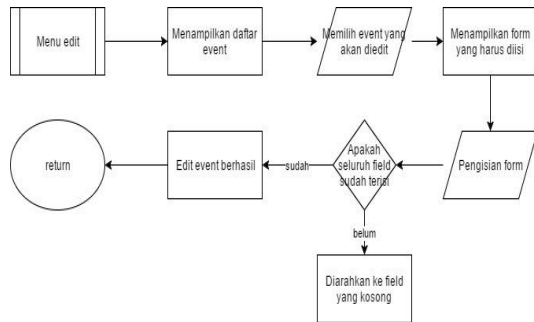 Menu edit
Menampilkan daftar
event
Memilih event yang
akan diedit
Menampilkan form
yang harus diisi
return
Edit event berhasil
sudah
Apakah
seluruh field
sudah terisi
Pengisian form
belum
Diarahkan ke field
yang kosong